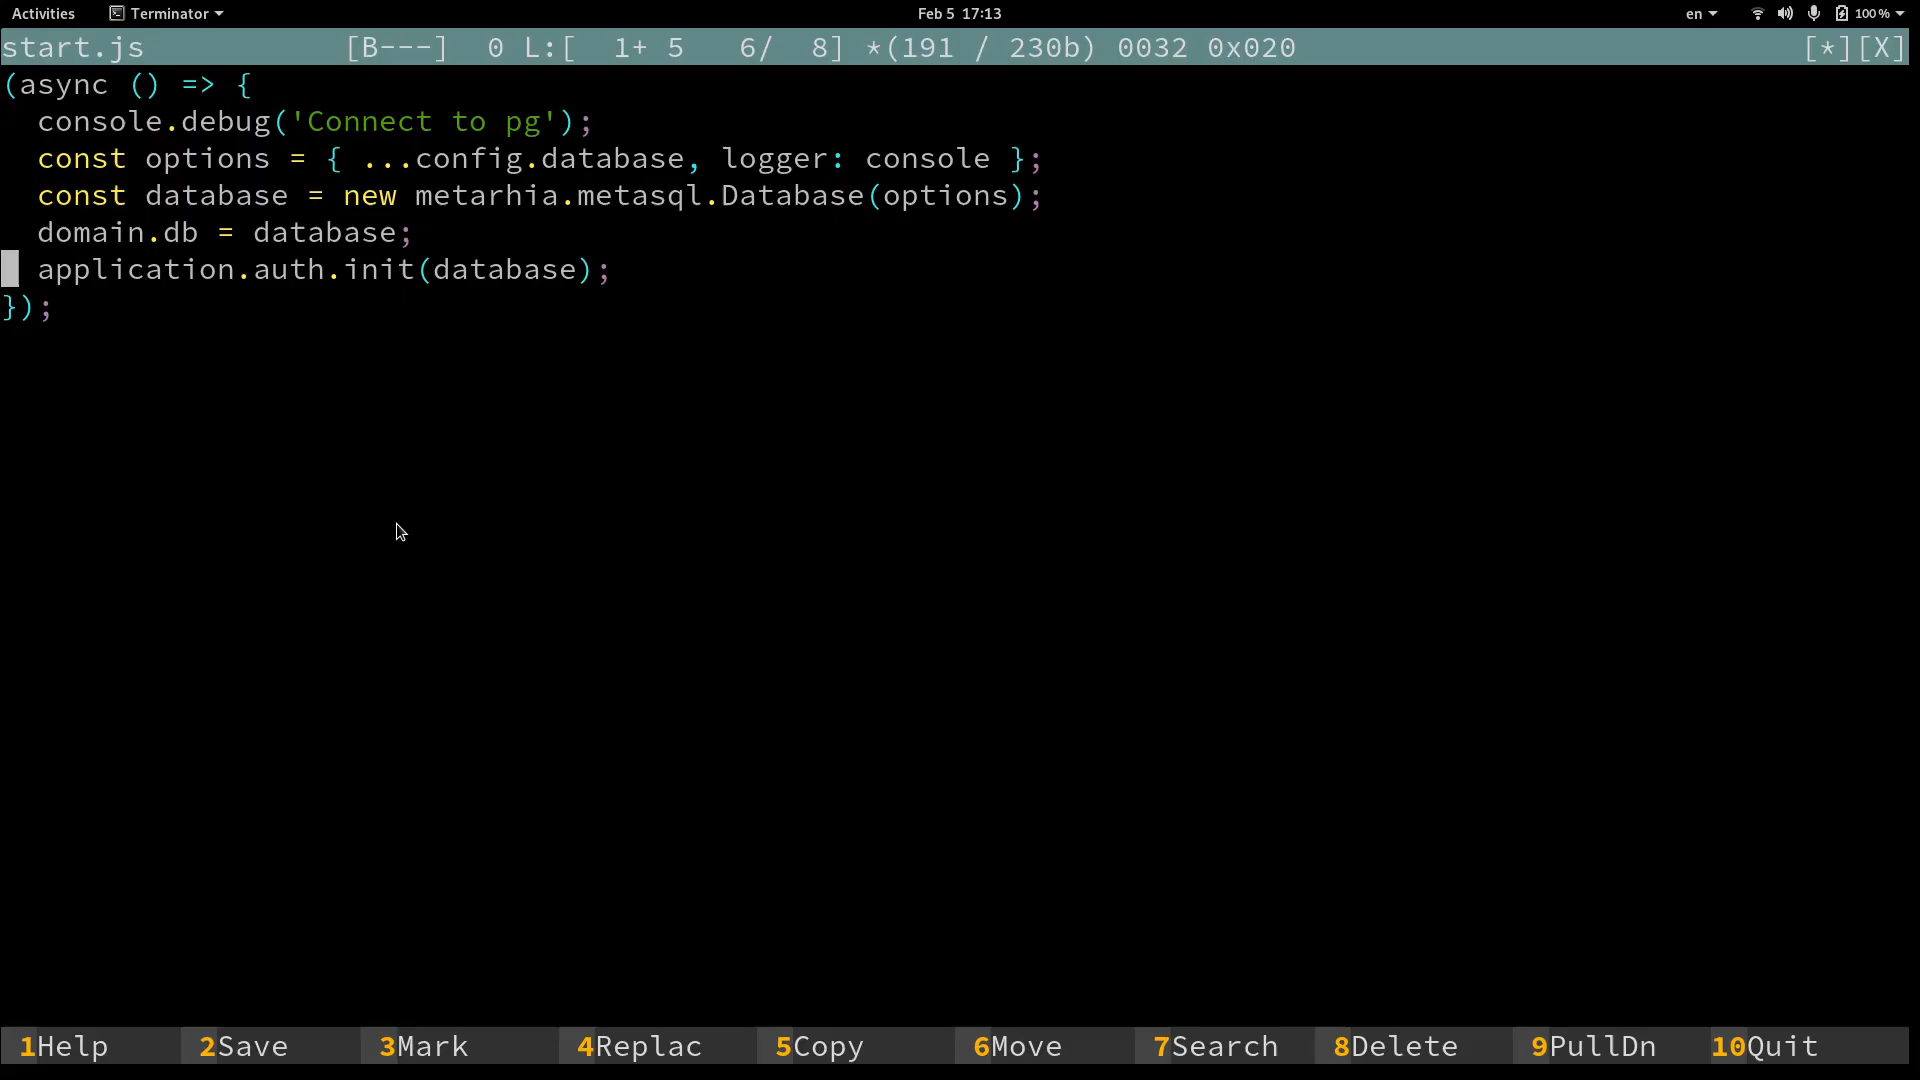 Activities Terminator Feb 5 17:13 en 100 %
start.js [B---] 0 L:[ 1+ 5 6/ 8] *(191 / 230b) 0032 0x020 [*][X]
(async () => {
  console.debug('Connect to pg');
  const options = { ...config.database, logger: console };
  const database = new metarhia.metasql.Database(options);
  domain.db = database;
  application.auth.init(database);
});
1Help 2Save 3Mark 4Replac 5Copy 6Move 7Search 8Delete 9PullDn 10Quit